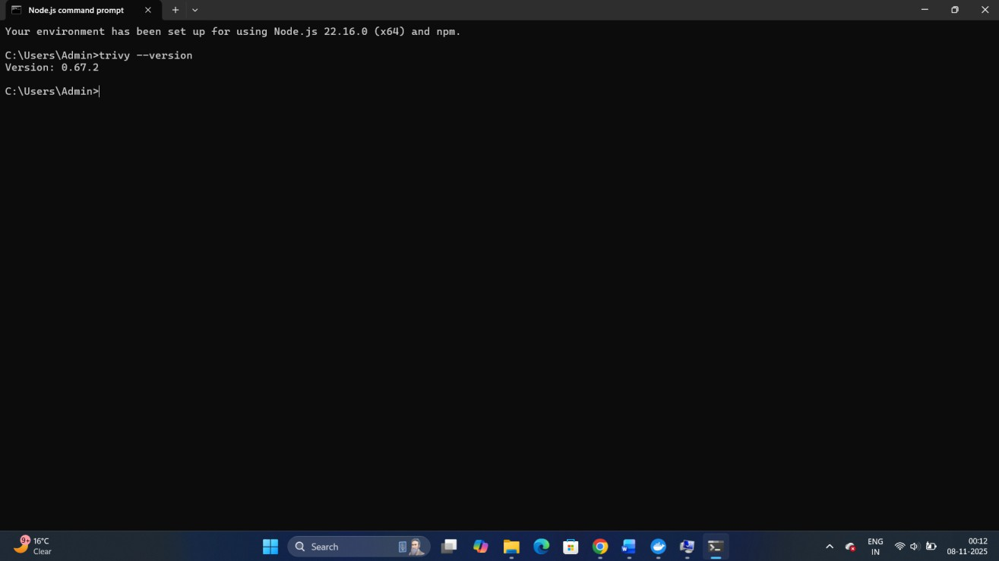 Node.js command prompt
Your environment has been set up for using Node.js 22.16.0 (x64) and npm.
C:\Users\Admin>trivy --version
Version: 0.67.2
C:\Users\Admin>
9+
16°C
Clear
Search
ENG
IN
00:12
08-11-2025